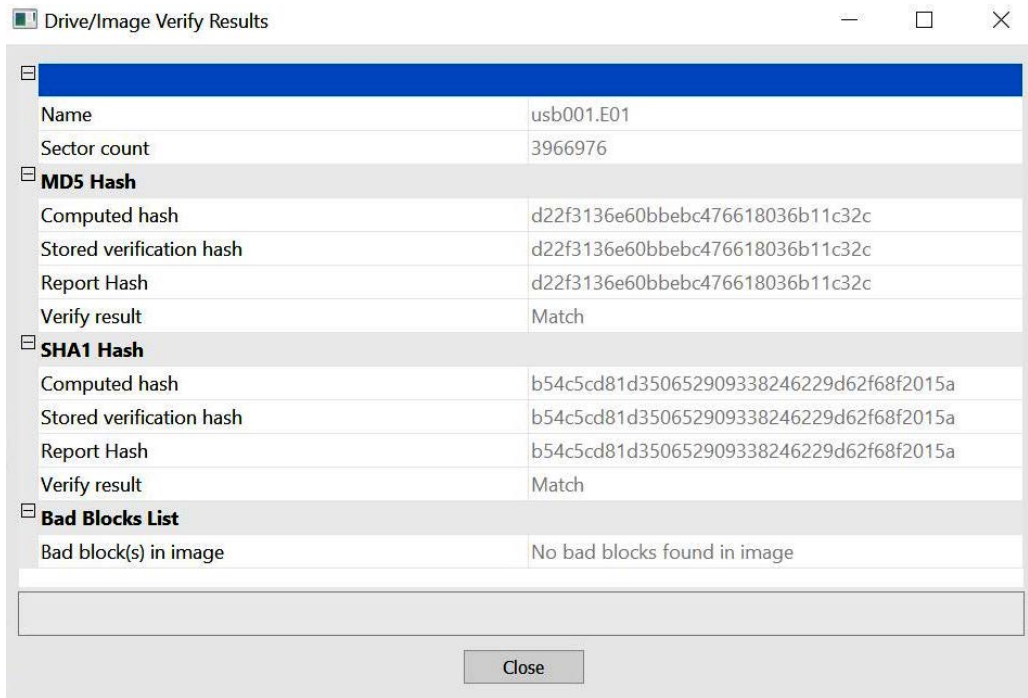 Drive/Image Verify Results
Name usb001.E01
Sector count 3966976
MD5 Hash
Computed hash d22f3136e60bbebc476618036b11c32c
Stored verification hash d22f3136e60bbebc476618036b11c32c
Report Hash d22f3136e60bbebc476618036b11c32c
Verify result Match
SHA1 Hash
Computed hash b54c5cd81d350652909338246229d62f68f2015a
Stored verification hash b54c5cd81d350652909338246229d62f68f2015a
Report Hash b54c5cd81d350652909338246229d62f68f2015a
Verify result Match
Bad Blocks List
Bad block(s) in image No bad blocks found in image
Close